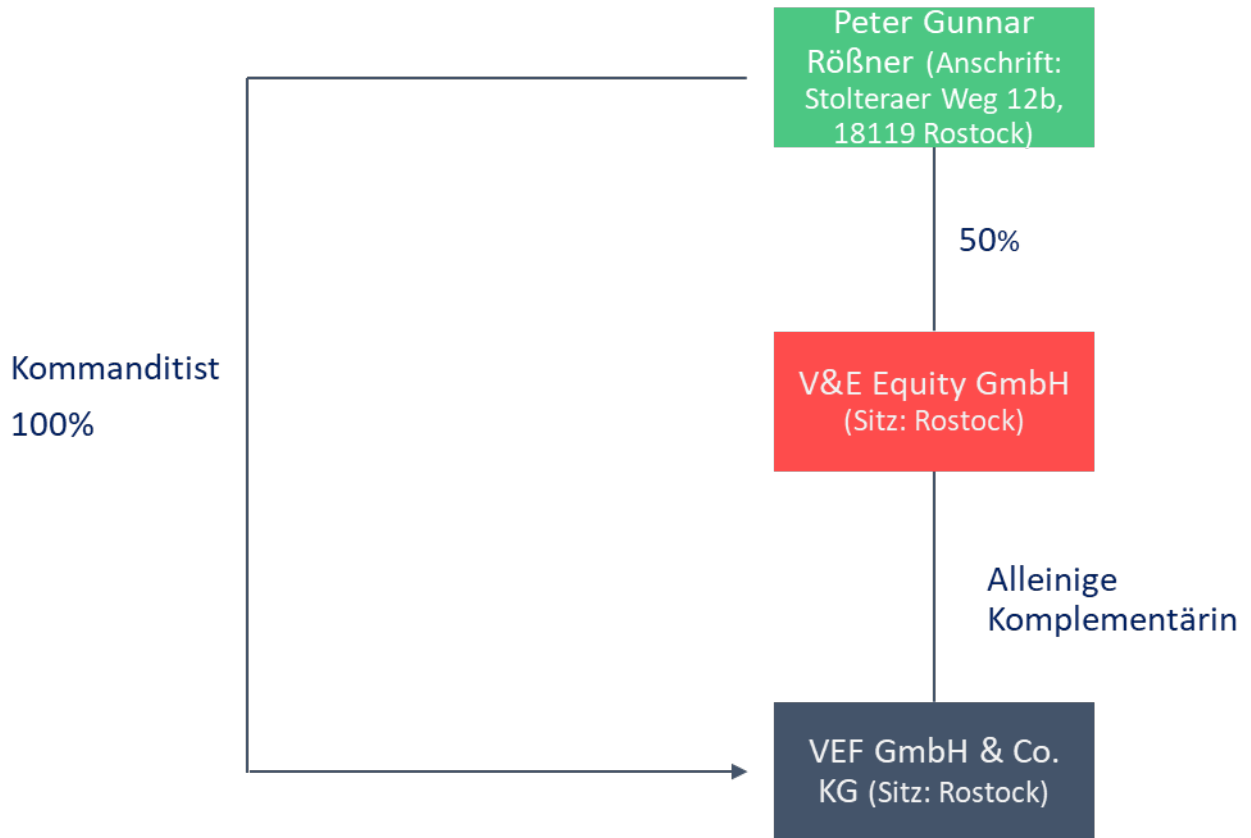 Peter Gunnar
Rößner (Anschrift:
Stolteraer Weg 12b,
18119 Rostock)
50%
Kommanditist
100%
V&E Equity GmbH
(Sitz: Rostock)
Alleinige
Komplementärin
VEF GmbH & Co.
KG (Sitz: Rostock)